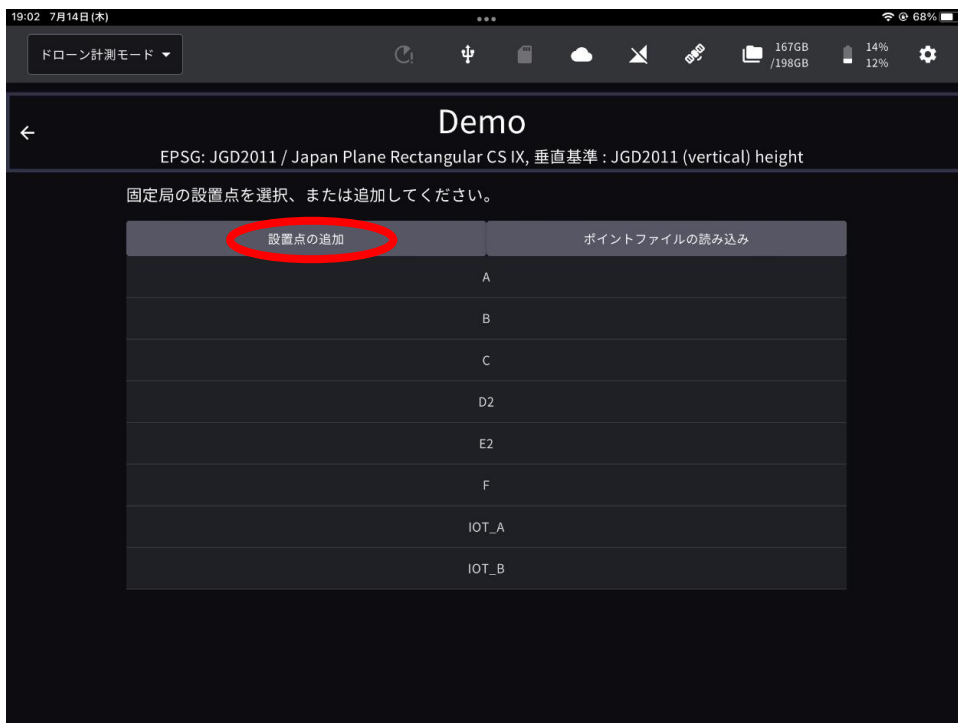 19:02 7月14日(木)
68%
ドローン計測モード
167GB
/198GB
14%
12%
Demo
EPSG: JGD2011 / Japan Plane Rectangular CS IX, 垂直基準 : JGD2011 (vertical) height
固定局の設置点を選択、または追加してください。
設置点の追加
ポイントファイルの読み込み
A
B
C
D2
E2
F
IOT_A
IOT_B